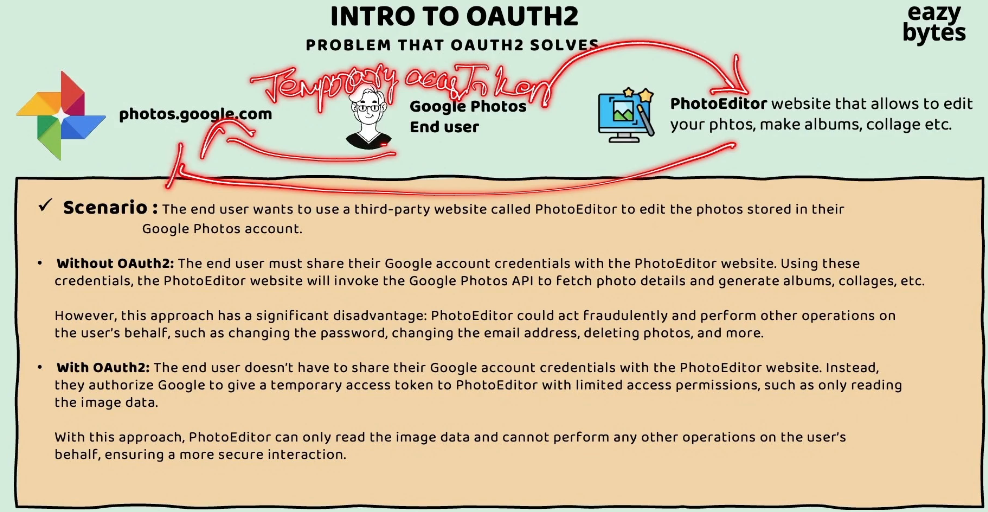 INTRO TO OAUTH2
eazy
bytes
PROBLEM THAT OAUTH2 SOLVES
Temporary access Token
photos.google.com
Google Photos
End user
PhotoEditor website that allows to edit
your phtos, make albums, collage etc.
✓ Scenario : The end user wants to use a third-party website called PhotoEditor to edit the photos stored in their
Google Photos account.
• Without OAuth2: The end user must share their Google account credentials with the PhotoEditor website. Using these
credentials, the PhotoEditor website will invoke the Google Photos API to fetch photo details and generate albums, collages, etc.
However, this approach has a significant disadvantage: PhotoEditor could act fraudulently and perform other operations on
the user's behalf, such as changing the password, changing the email address, deleting photos, and more.
• With OAuth2: The end user doesn't have to share their Google account credentials with the PhotoEditor website. Instead,
they authorize Google to give a temporary access token to PhotoEditor with limited access permissions, such as only reading
the image data.
With this approach, PhotoEditor can only read the image data and cannot perform any other operations on the user's
behalf, ensuring a more secure interaction.